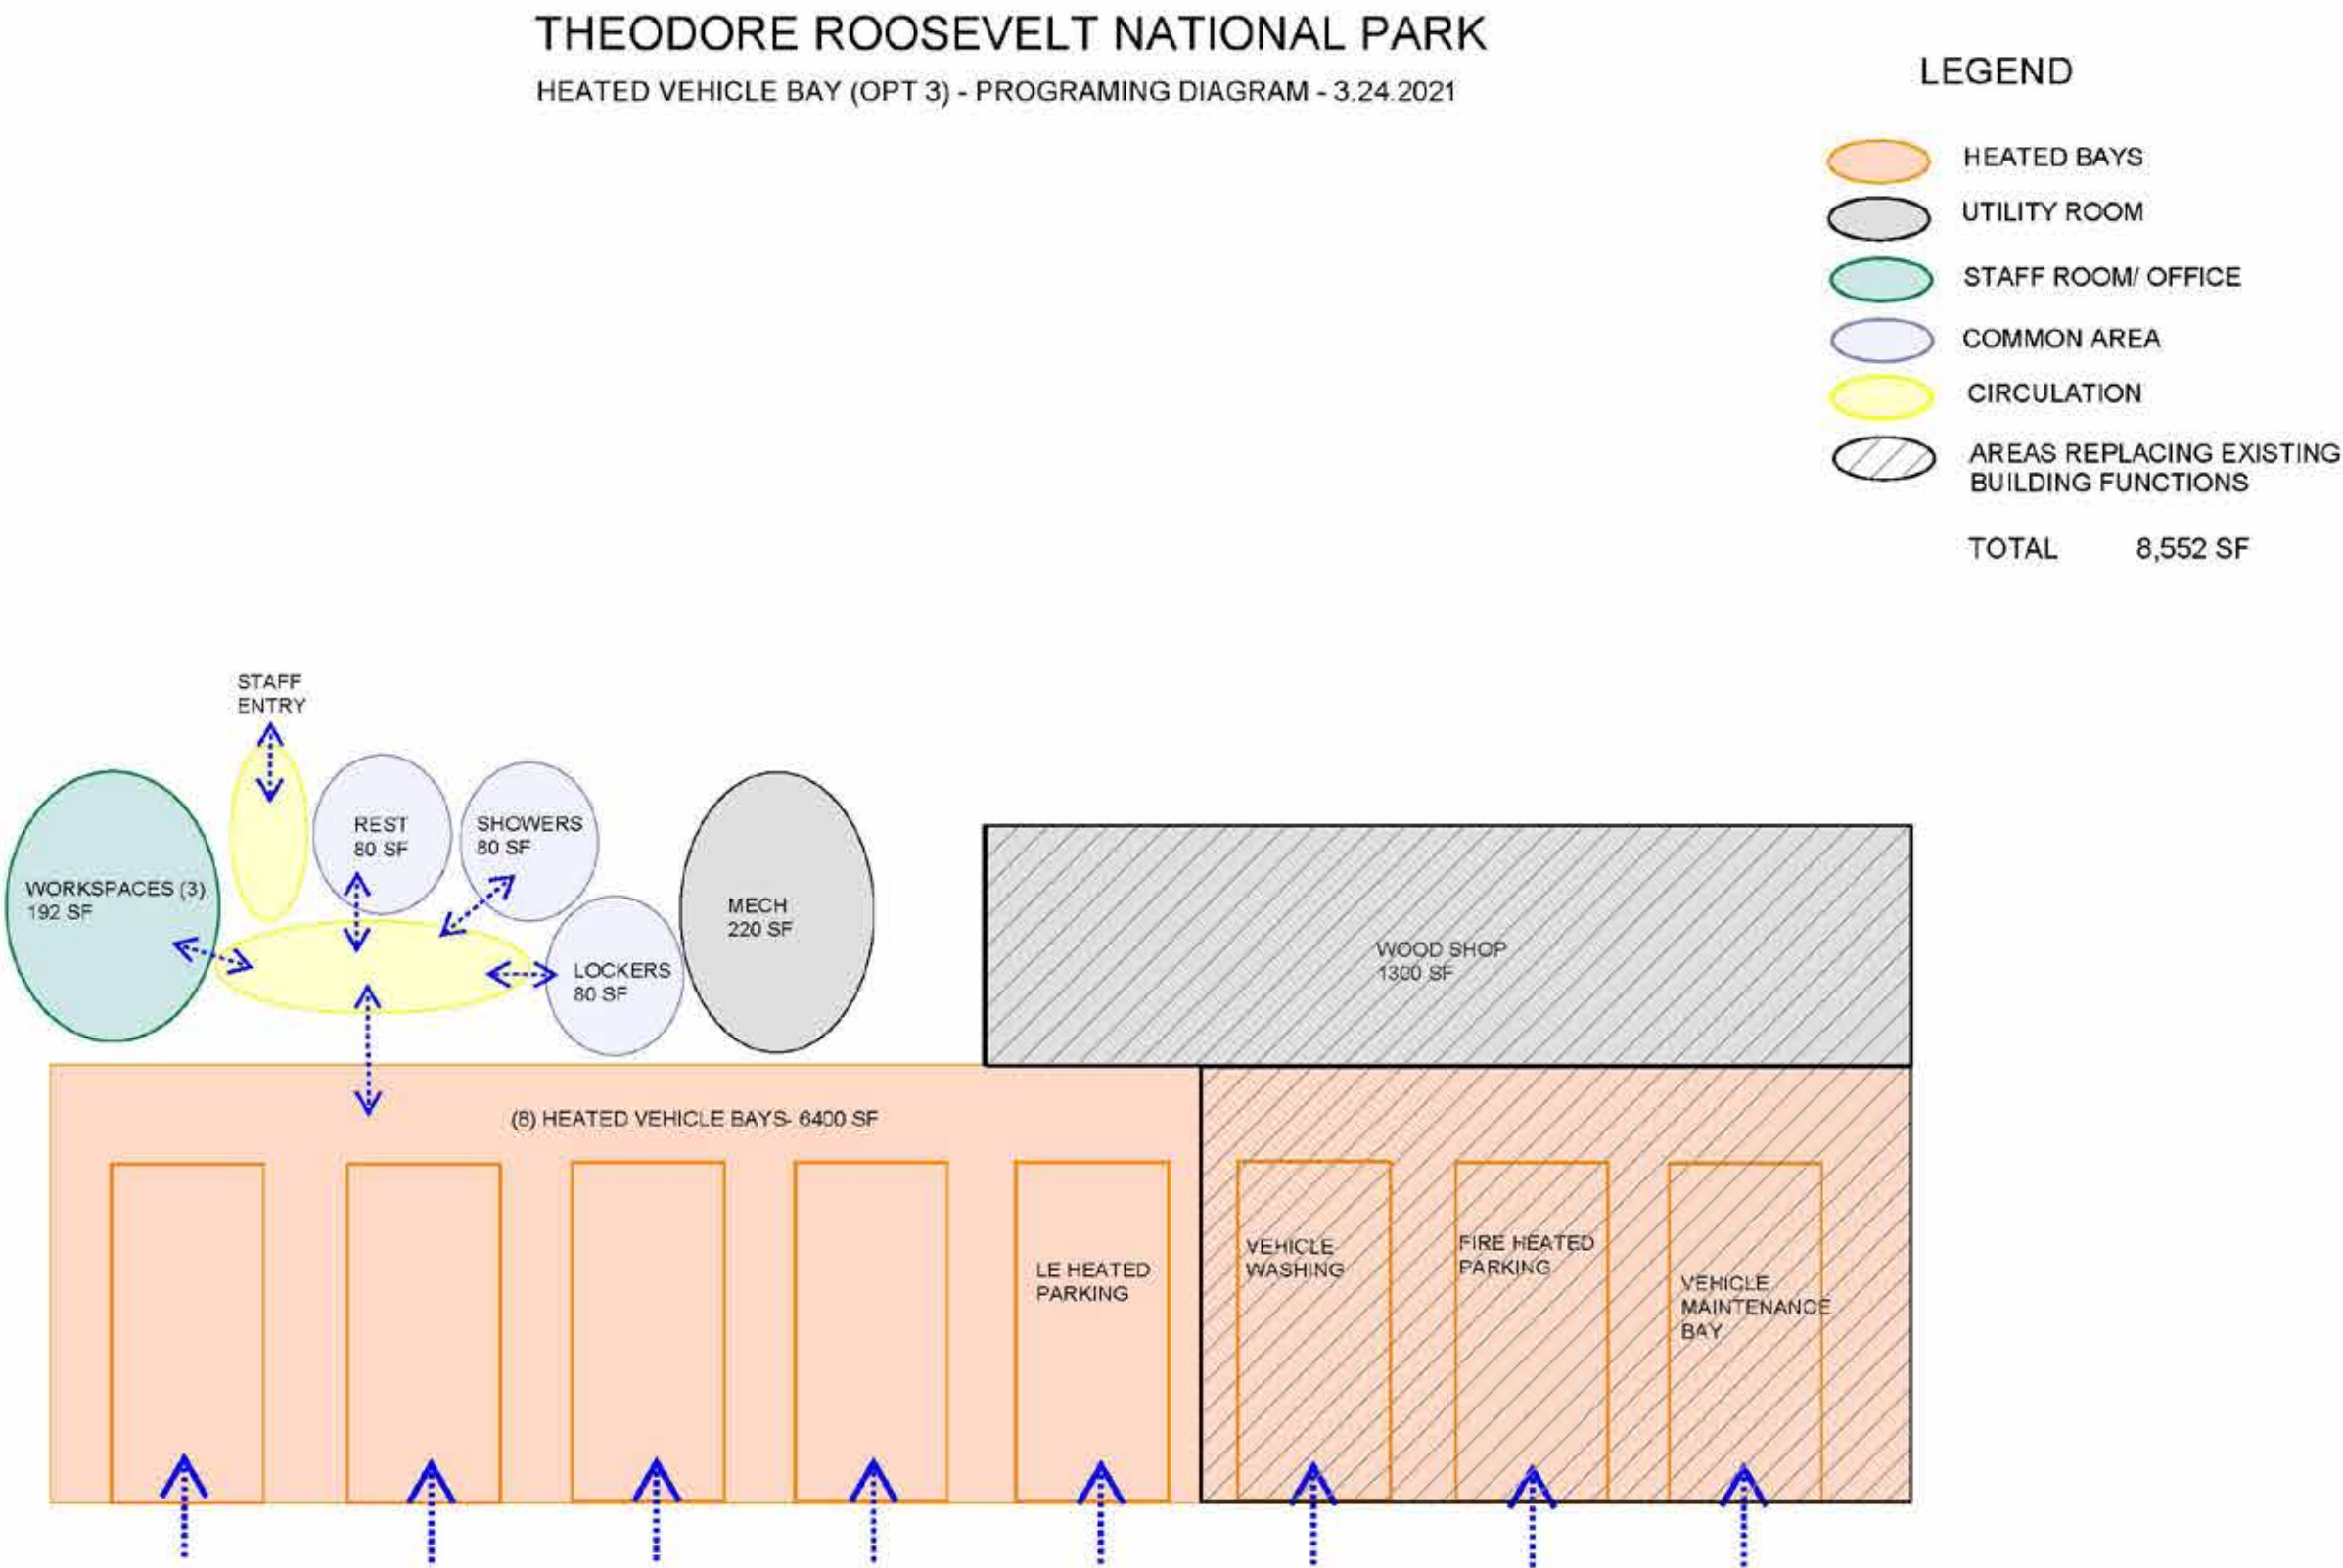 THEODORE ROOSEVELT NATIONAL PARK
HEATED VEHICLE BAY (OPT 3) - PROGRAMING DIAGRAM - 3.24.2021
LEGEND
HEATED BAYS
UTILITY ROOM
STAFF ROOM/ OFFICE
COMMON AREA
CIRCULATION
AREAS REPLACING EXISTING
BUILDING FUNCTIONS
TOTAL 8,552 SF
STAFF
ENTRY
WORKSPACES (3)
192 SF
REST
80 SF
SHOWERS
80 SF
LOCKERS
80 SF
MECH
220 SF
WOOD SHOP
1300 SF
(8) HEATED VEHICLE BAYS- 6400 SF
LE HEATED
PARKING
VEHICLE
WASHING
FIRE HEATED
PARKING
VEHICLE
MAINTENANCE
BAY